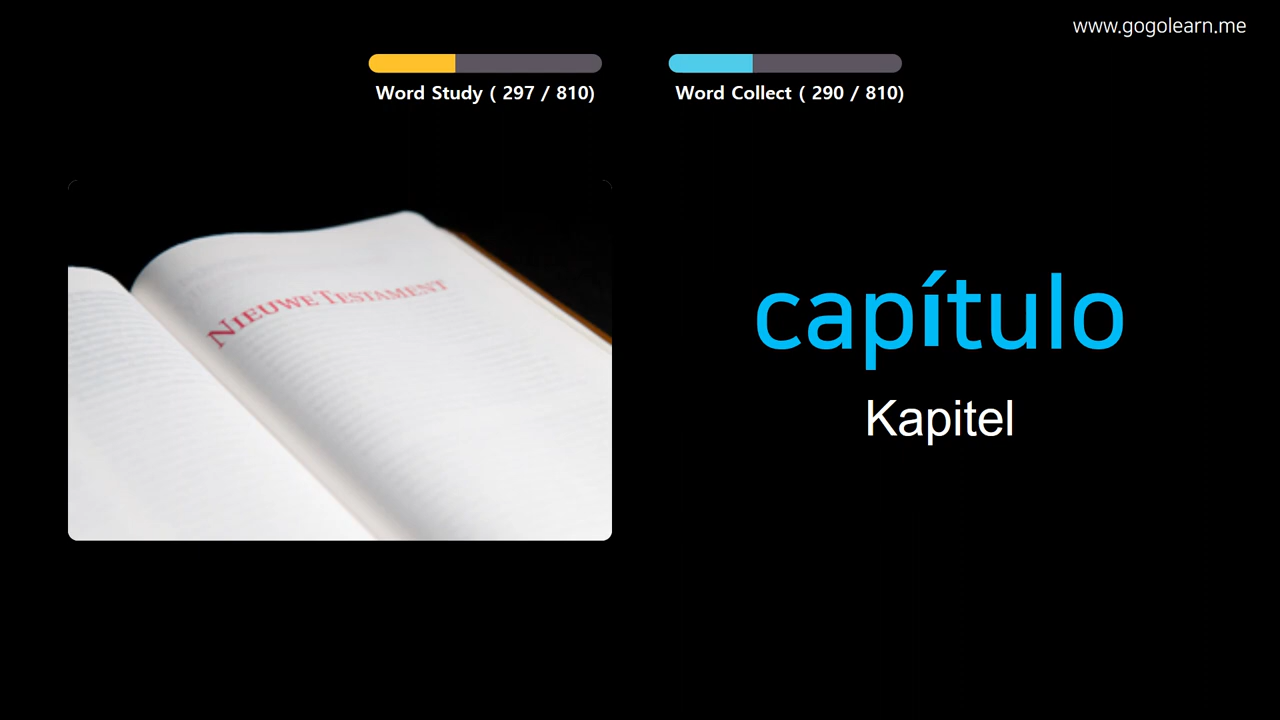 www.gogolearn.me
Word Study ( 297 / 810)
Word Collect ( 290 / 810)
NIEUWE TESTAMENT
capítulo
Kapitel